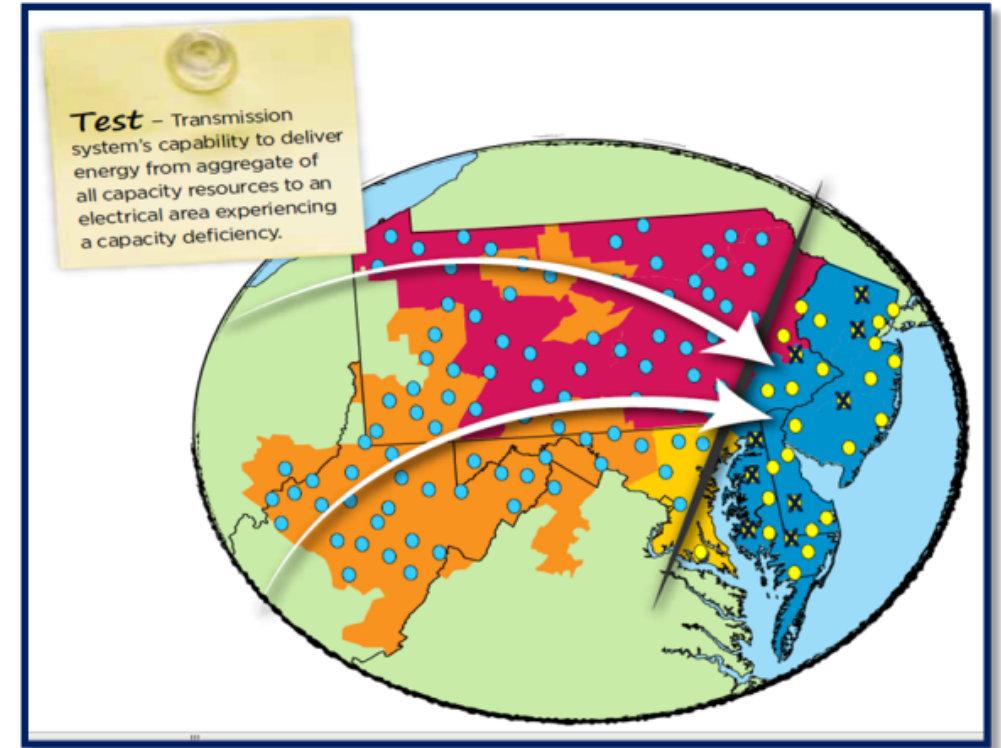 Test – Transmission
system's capability to deliver
energy from aggregate of
all capacity resources to an
electrical area experiencing
a capacity deficiency.